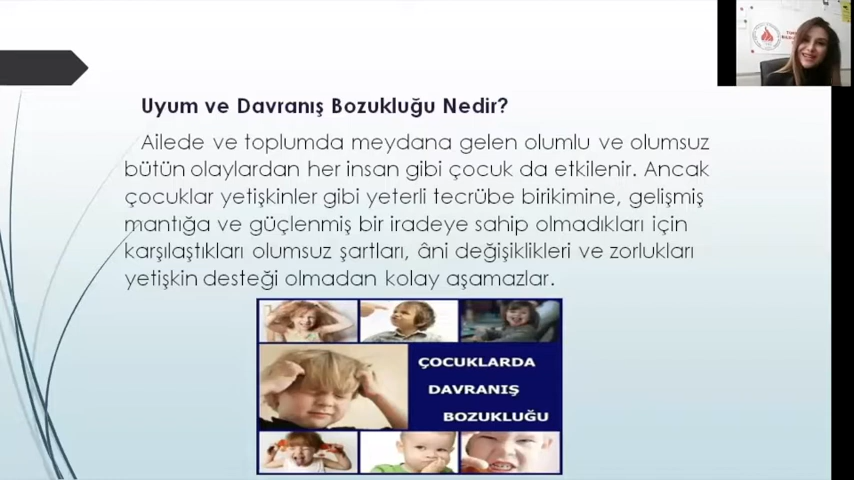 Uyum ve Davranış Bozukluğu Nedir?
Ailede ve toplumda meydana gelen olumlu ve olumsuz
bütün olaylardan her insan gibi çocuk da etkilenir. Ancak
çocuklar yetişkinler gibi yeterli tecrübe birikimine, gelişmiş
mantığa ve güçlenmiş bir iradeye sahip olmadıkları için
karşılaştıkları olumsuz şartları, âni değişiklikleri ve zorlukları
yetişkin desteği olmadan kolay aşamazlar.
ÇOCUKLARDA
DAVRANIŞ
BOZUKLUĞU